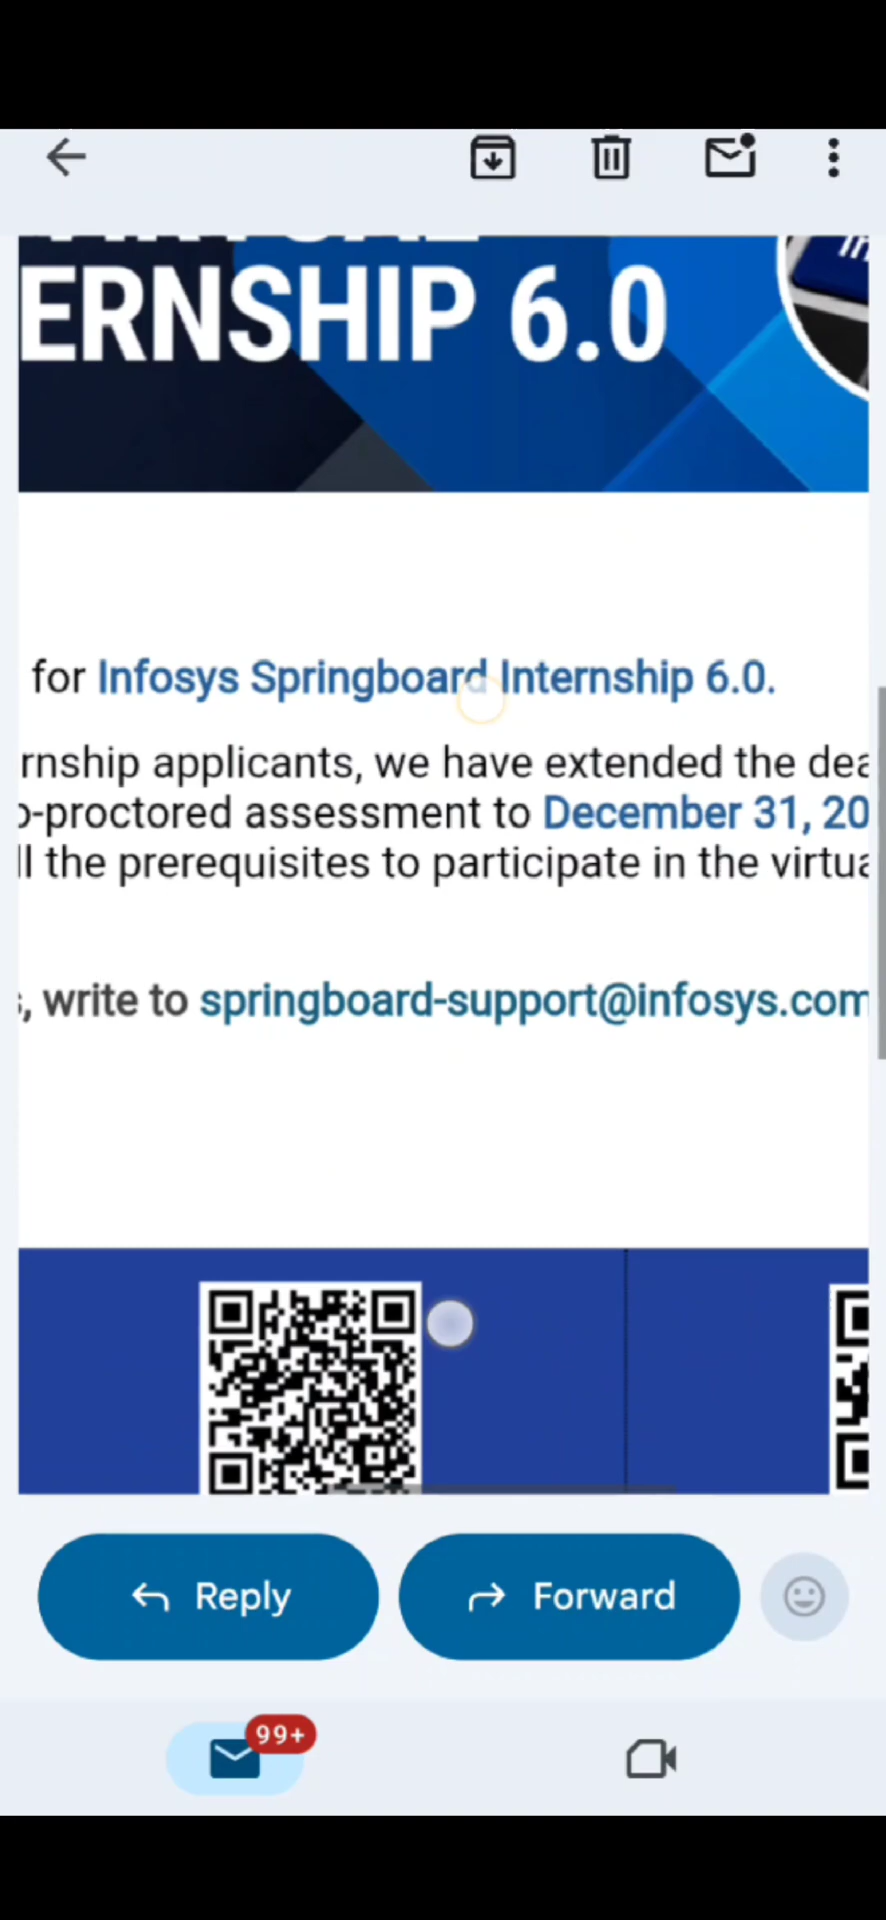 ERNSHIP 6.0
for Infosys Springboard Internship 6.0.
rnship applicants, we have extended the dea
o-proctored assessment to December 31, 20
ll the prerequisites to participate in the virtua
, write to springboard-support@infosys.com
Reply
Forward
99+